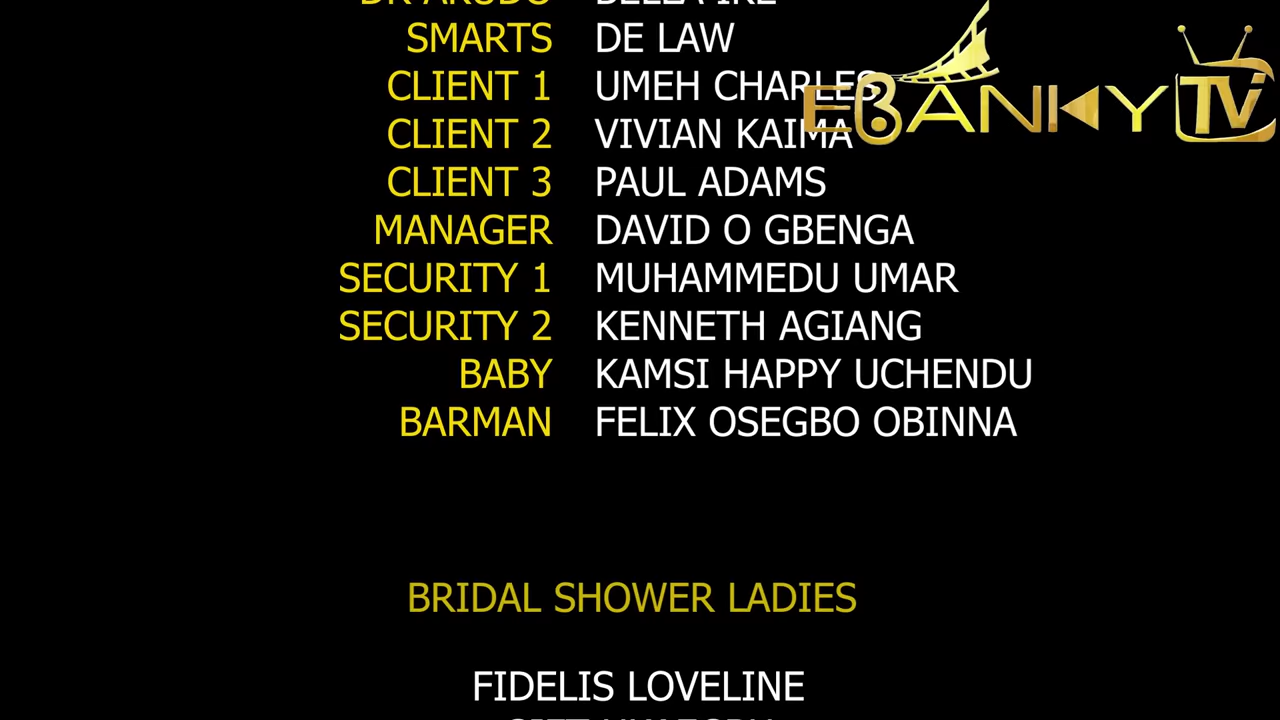 SMARTS DE LAW
CLIENT 1 UMEH CHARLES
CLIENT 2 VIVIAN KAIMA
CLIENT 3 PAUL ADAMS
MANAGER DAVID O GBENGA
SECURITY 1 MUHAMMEDU UMAR
SECURITY 2 KENNETH AGIANG
BABY KAMSI HAPPY UCHENDU
BARMAN FELIX OSEGBO OBINNA
EBANKY TV
BRIDAL SHOWER LADIES
FIDELIS LOVELINE